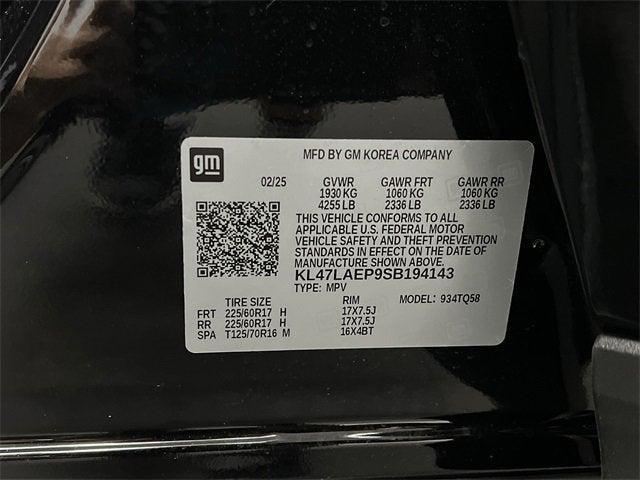 gm
MFD BY GM KOREA COMPANY
02/25 GVWR GAWR FRT GAWR RR
1930 KG 1060 KG 1060 KG
4255 LB 2336 LB 2336 LB
THIS VEHICLE CONFORMS TO ALL
APPLICABLE U.S. FEDERAL MOTOR
VEHICLE SAFETY AND THEFT PREVENTION
STANDARDS IN EFFECT ON THE DATE OF
MANUFACTURE SHOWN ABOVE.
KL47LAEP9SB194143
TYPE: MPV
TIRE SIZE RIM MODEL: 934TQ58
FRT 225/60R17 H 17X7.5J
RR 225/60R17 H 17X7.5J
SPA T125/70R16 M 16X4BT